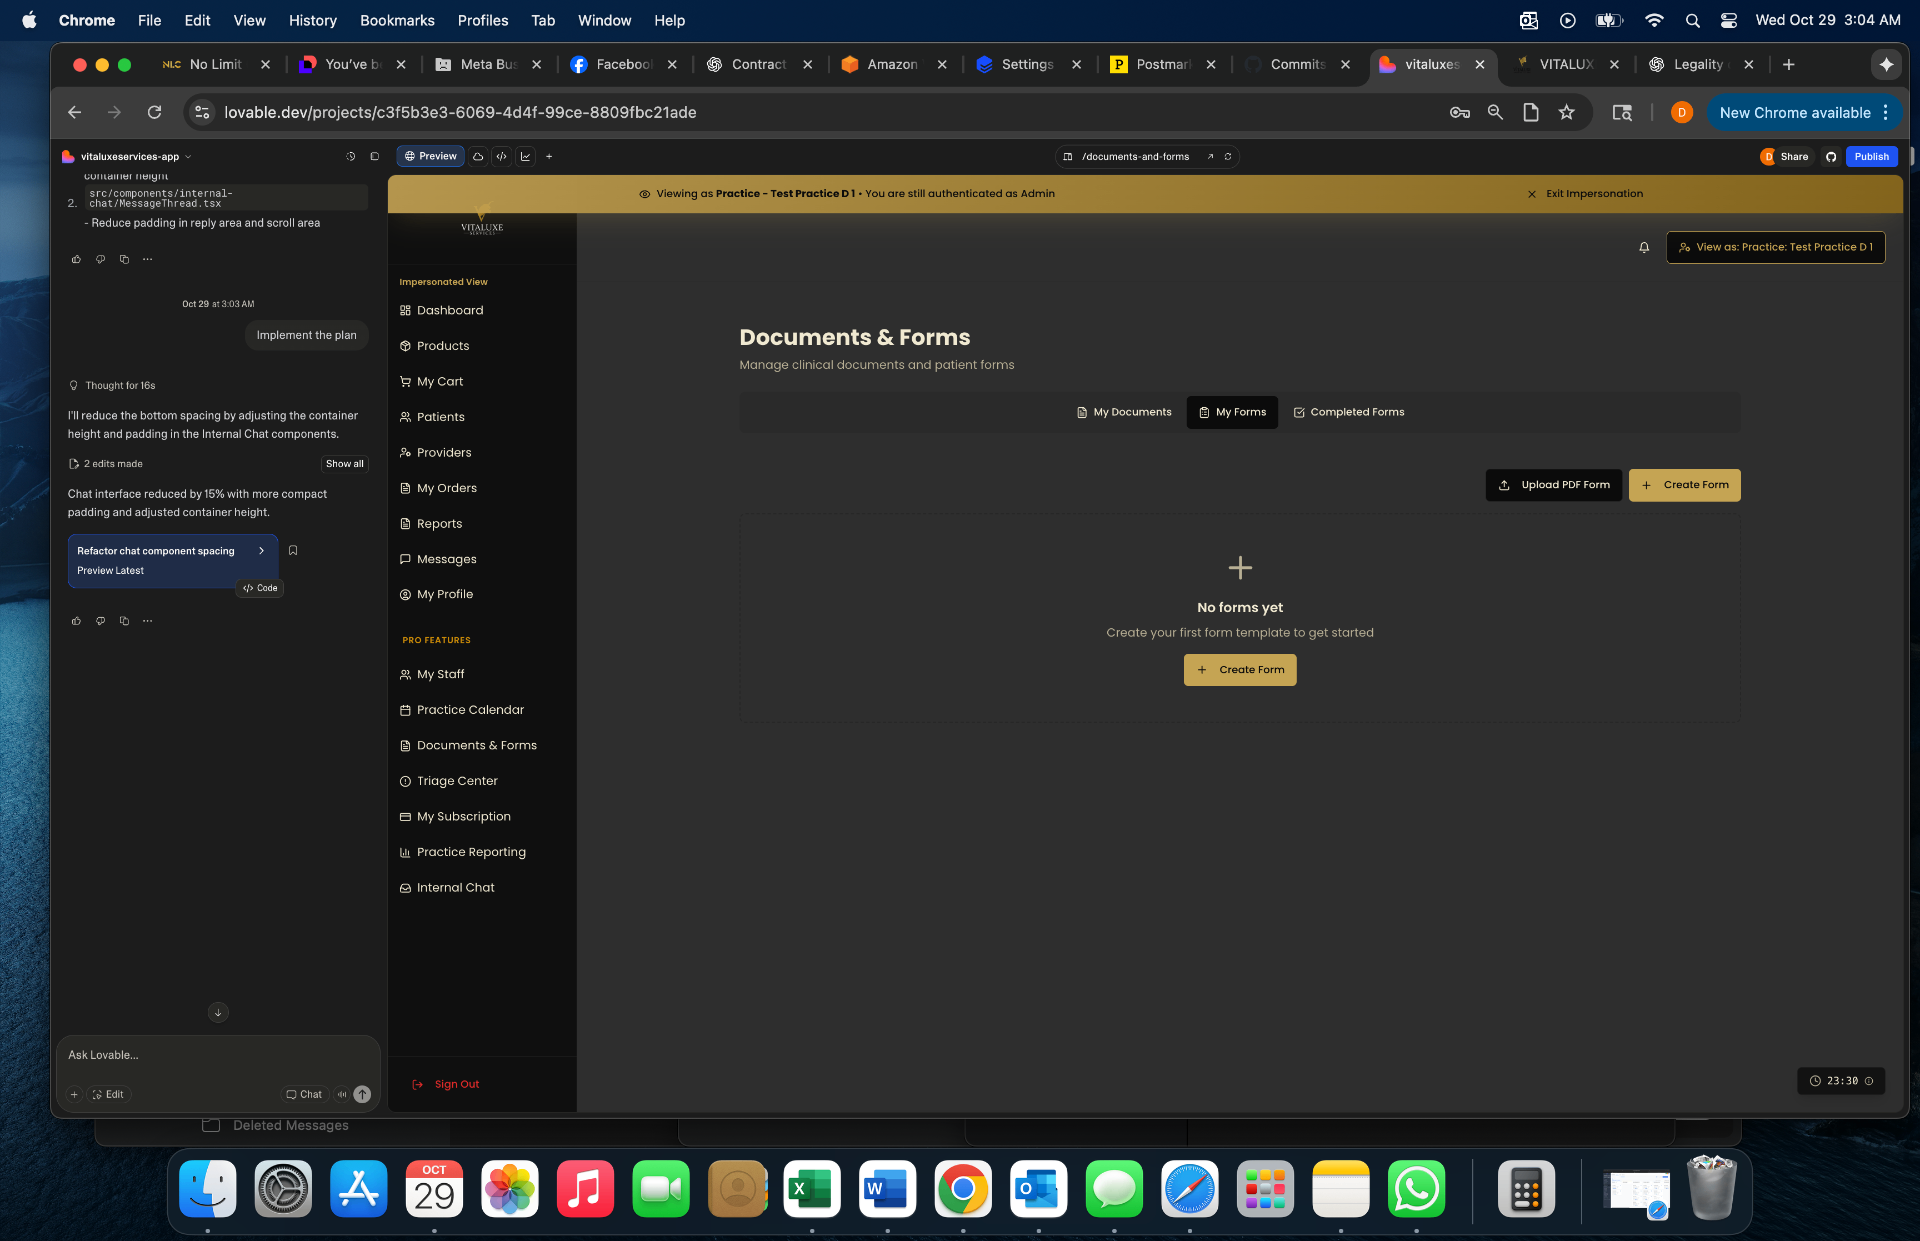 Chrome File Edit View History Bookmarks Profiles Tab Window Help Wed Oct 29 3:04 AM
NLC No Limit
You've be
Meta Bus
Facebook
Contract
Amazon
Settings
Postmark
Commits
vitaluxes
VITALUX
Legality
lovable.dev/projects/c3f5b3e3-6069-4d4f-99ce-8809fbc21ade
D
New Chrome available
vitaluxeservices-app
Preview
/documents-and-forms
D Share
Publish
container height
2. src/components/internal-
chat/MessageThread.tsx
- Reduce padding in reply area and scroll area
Oct 29 at 3:03 AM
Implement the plan
Thought for 16s
I'll reduce the bottom spacing by adjusting the container
height and padding in the Internal Chat components.
2 edits made
Show all
Chat interface reduced by 15% with more compact
padding and adjusted container height.
Refactor chat component spacing
Preview Latest
Code
Ask Lovable...
Edit
Chat
Viewing as Practice - Test Practice D 1 • You are still authenticated as Admin
Exit Impersonation
VITALUXE
SERVICES
View as: Practice: Test Practice D 1
Impersonated View
Dashboard
Products
My Cart
Patients
Providers
My Orders
Reports
Messages
My Profile
PRO FEATURES
My Staff
Practice Calendar
Documents & Forms
Triage Center
My Subscription
Practice Reporting
Internal Chat
Sign Out
Documents & Forms
Manage clinical documents and patient forms
My Documents
My Forms
Completed Forms
Upload PDF Form
Create Form
No forms yet
Create your first form template to get started
Create Form
23:30
Deleted Messages
OCT
29